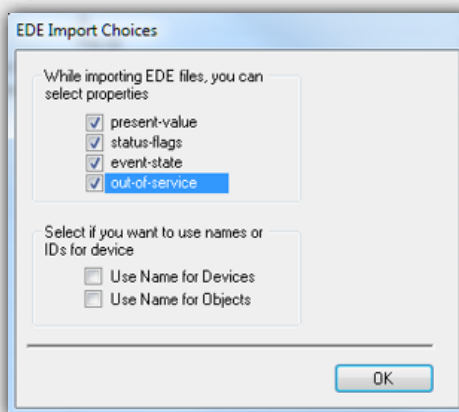 EDE Import Choices
While importing EDE files, you can
select properties
present-value
status-flags
event-state
out-of-service
Select if you want to use names or
IDs for device
Use Name for Devices
Use Name for Objects
OK